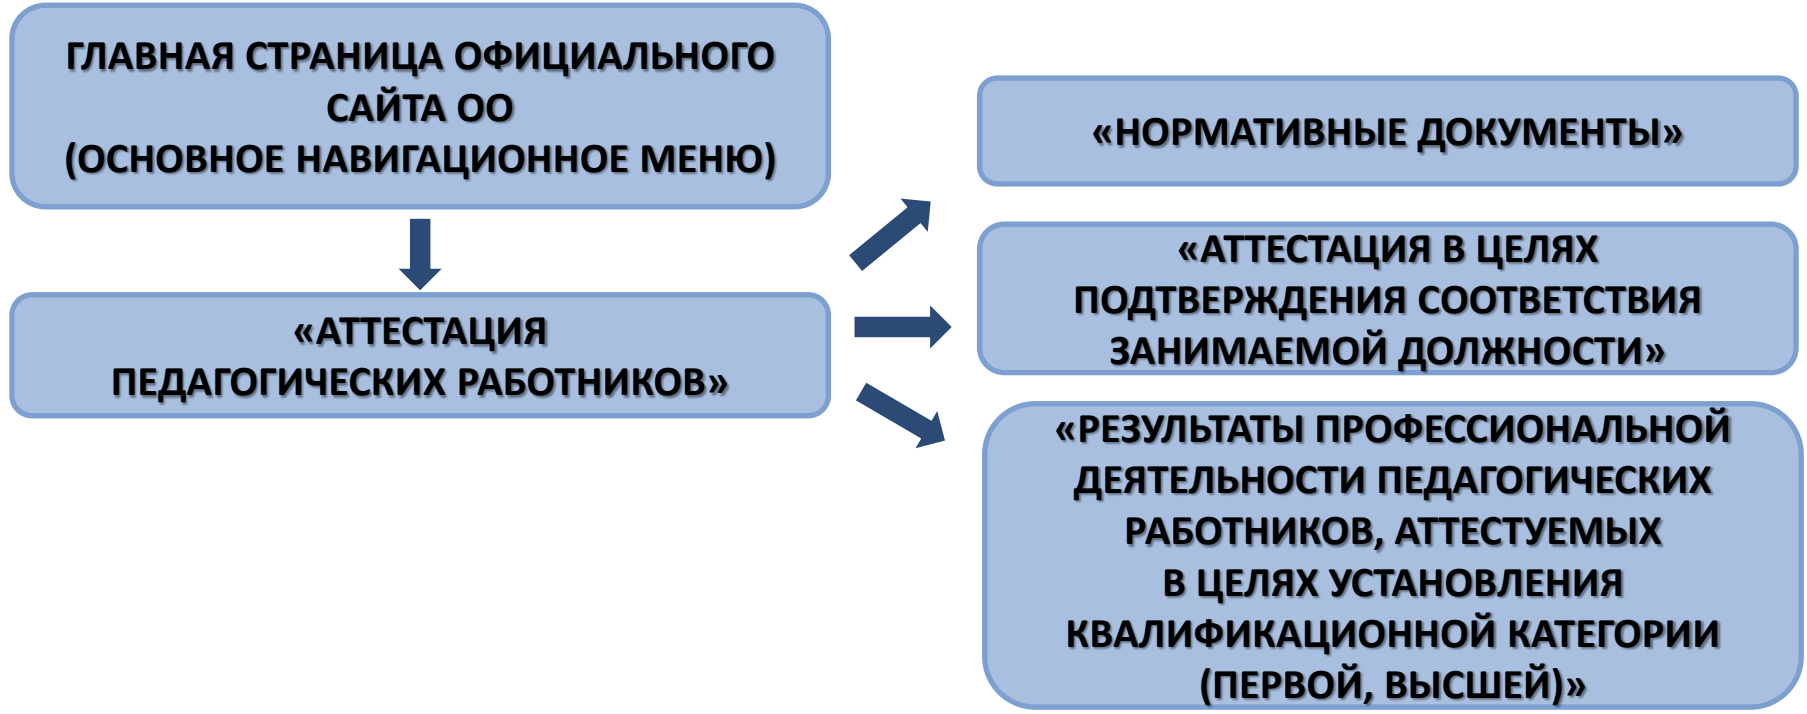 ГЛАВНАЯ СТРАНИЦА ОФИЦИАЛЬНОГО
САЙТА ОО
(ОСНОВНОЕ НАВИГАЦИОННОЕ МЕНЮ)
«АТТЕСТАЦИЯ
ПЕДАГОГИЧЕСКИХ РАБОТНИКОВ»
«НОРМАТИВНЫЕ ДОКУМЕНТЫ»
«АТТЕСТАЦИЯ В ЦЕЛЯХ
ПОДТВЕРЖДЕНИЯ СООТВЕТСТВИЯ
ЗАНИМАЕМОЙ ДОЛЖНОСТИ»
«РЕЗУЛЬТАТЫ ПРОФЕССИОНАЛЬНОЙ
ДЕЯТЕЛЬНОСТИ ПЕДАГОГИЧЕСКИХ
РАБОТНИКОВ, АТТЕСТУЕМЫХ
В ЦЕЛЯХ УСТАНОВЛЕНИЯ
КВАЛИФИКАЦИОННОЙ КАТЕГОРИИ
(ПЕРВОЙ, ВЫСШЕЙ)»